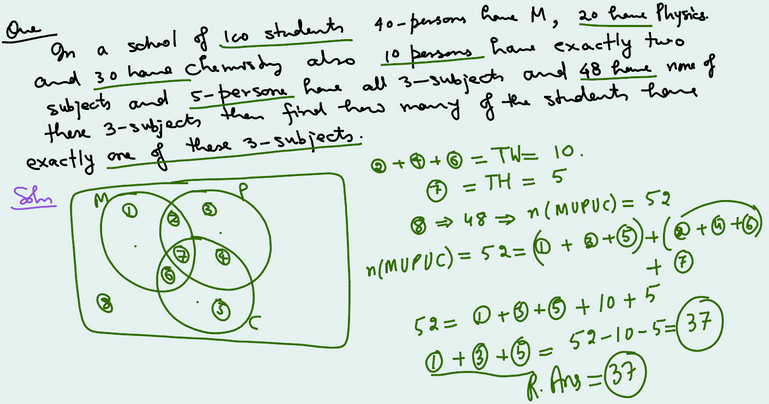 Que
In a school of 100 students 40-persons have M, 20 have Physics.
and 30 have Chemistry also 10 persons have exactly two
subjects and 5-persons have all 3-subjects and 48 have none of
these 3-subjects then find how many of the students have
exactly one of these 3-subjects.
Soln
M P
① ② ③
⑦ ④
⑥
⑧ ⑤
C
② + ④ + ⑥ = TW = 10.
⑦ = TH = 5
⑧ ⇒ 48 ⇒ n(MUPUC) = 52
n(MUPUC) = 52 = (① + ③ + ⑤) + (② + ④ + ⑥)
+ ⑦
52 = ① + ③ + ⑤ + 10 + 5
① + ③ + ⑤ = 52 - 10 - 5 = 37
R. Ans = 37